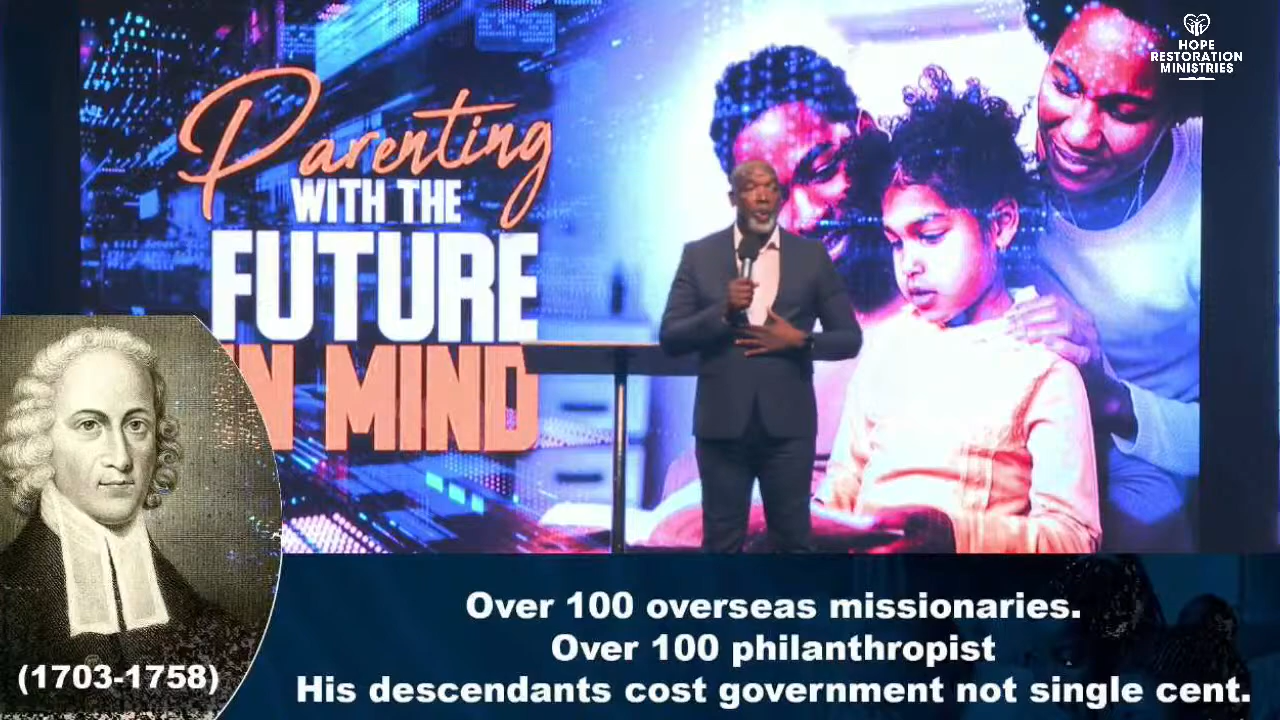 HOPE
RESTORATION
MINISTRIES
Parenting
WITH THE
FUTURE
IN MIND
(1703-1758)
Over 100 overseas missionaries.
Over 100 philanthropist
His descendants cost government not single cent.